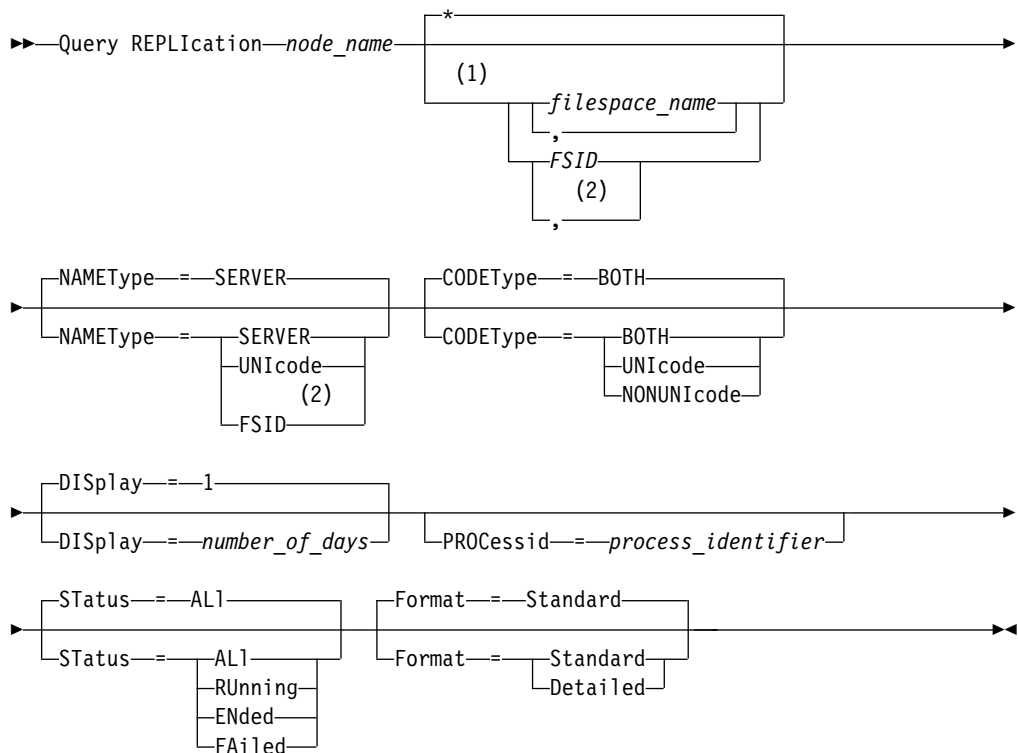 *
Query REPLIcation node_name
(1)
filespace_name
,
FSID
(2)
,
NAMEType = SERVER CODEType = BOTH
NAMEType = SERVER CODEType = BOTH
UNIcode UNIcode
(2) NONUNIcode
FSID
DISplay = 1
DISplay = number_of_days PROCessid = process_identifier
STatus = ALl Format = Standard
STatus = ALl Format = Standard
RUnning Detailed
ENded
FAiled